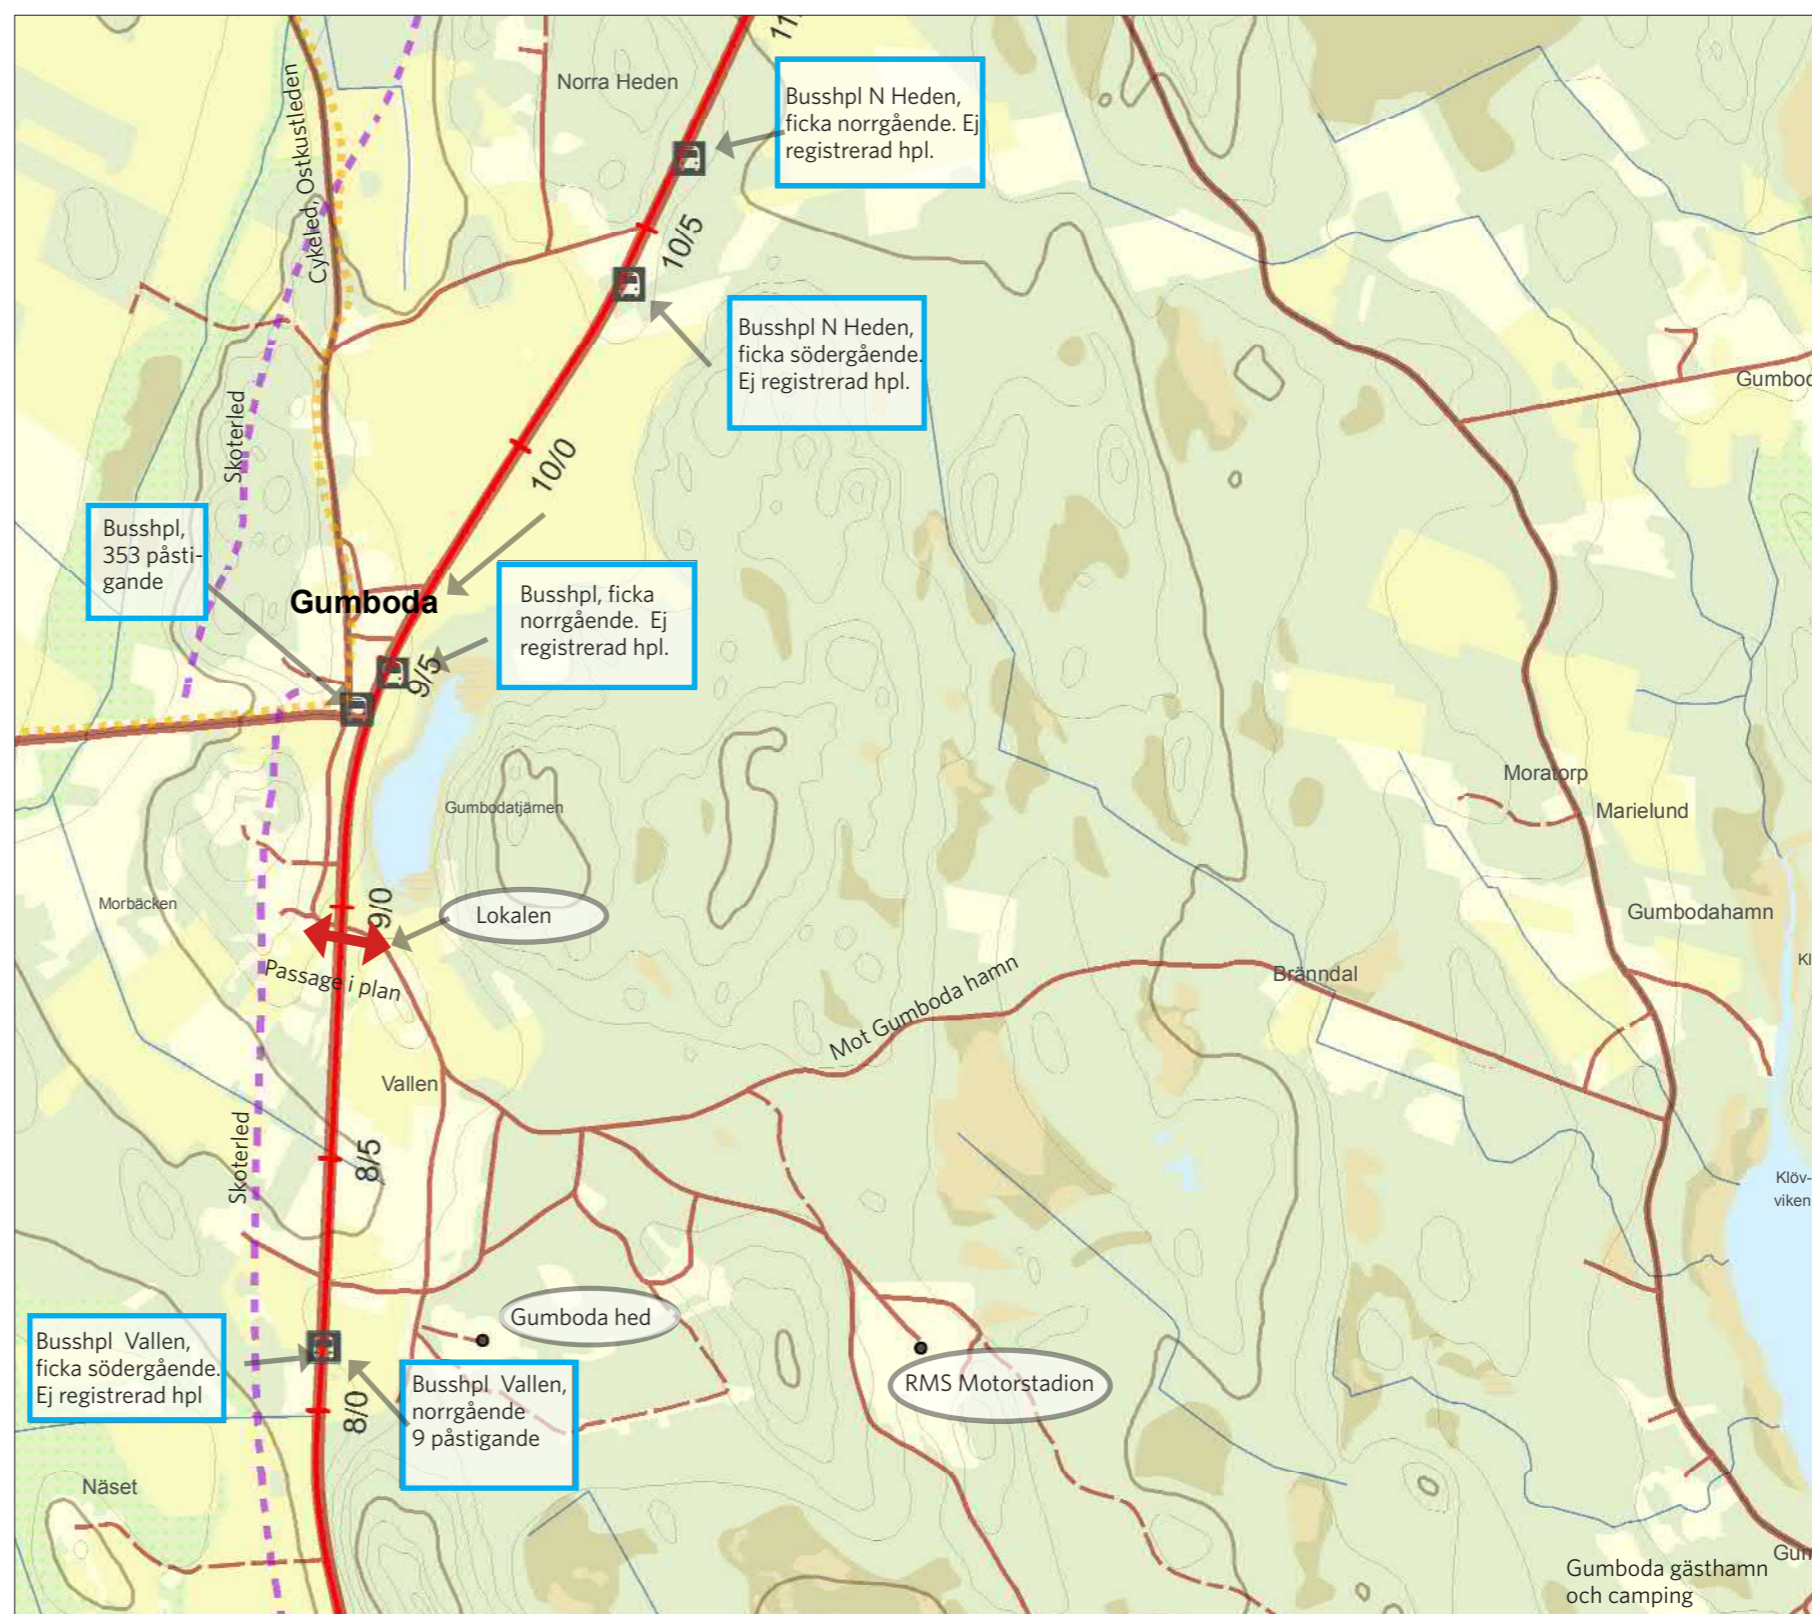 11
Norra Heden
Busshpl N Heden,
ficka norrgående. Ej
registrerad hpl.
Cykeled, Ostkustleden
10/5
Busshpl N Heden,
ficka södergående.
Ej registrerad hpl.
Gumbod
Skoterled
10/0
Busshpl,
353 påsti-
gande
Gumboda
Busshpl, ficka
norrgående. Ej
registrerad hpl.
9/5
Moratorp
Marielund
Gumbodatjärnen
Morbäcken
9/0
Lokalen
Gumbodahamn
Passage i plan
Mot Gumboda hamn
Bränndal
Kl
Vallen
8/5
Skoterled
Klöv-
viken
Gumboda hed
Busshpl Vallen,
ficka södergående.
Ej registrerad hpl
Busshpl Vallen,
norrgående
9 påstigande
RMS Motorstadion
8/0
Näset
Gum
Gumboda gästhamn
och camping